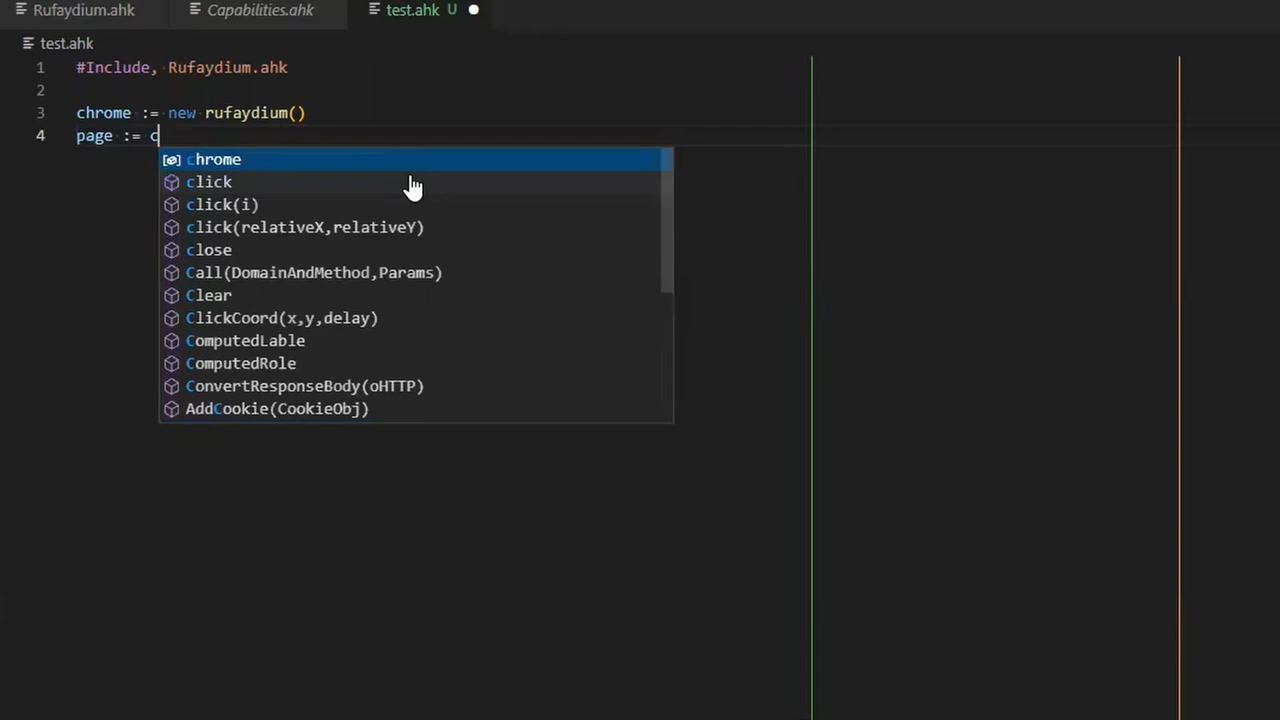 Rufaydium.ahk Capabilities.ahk test.ahk U
test.ahk
1 #Include, Rufaydium.ahk
2
3 chrome := new rufaydium()
4 page := c
chrome
click
click(i)
click(relativeX,relativeY)
close
Call(DomainAndMethod,Params)
Clear
ClickCoord(x,y,delay)
ComputedLable
ComputedRole
ConvertResponseBody(oHTTP)
AddCookie(CookieObj)